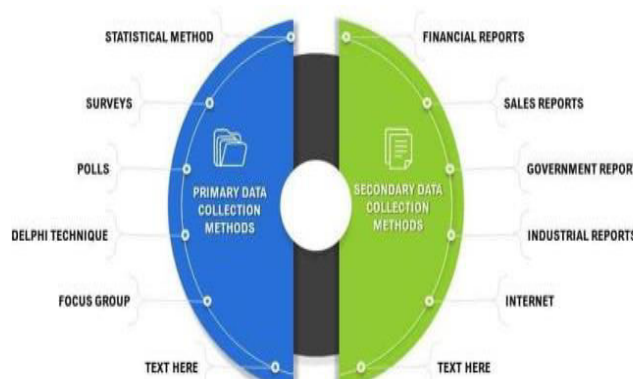 STATISTICAL METHOD
SURVEYS
POLLS
DELPHI TECHNIQUE
FOCUS GROUP
TEXT HERE
PRIMARY DATA
COLLECTION
METHODS
SECONDARY DATA
COLLECTION
METHODS
FINANCIAL REPORTS
SALES REPORTS
GOVERNMENT REPOR
INDUSTRIAL REPORTS
INTERNET
TEXT HERE